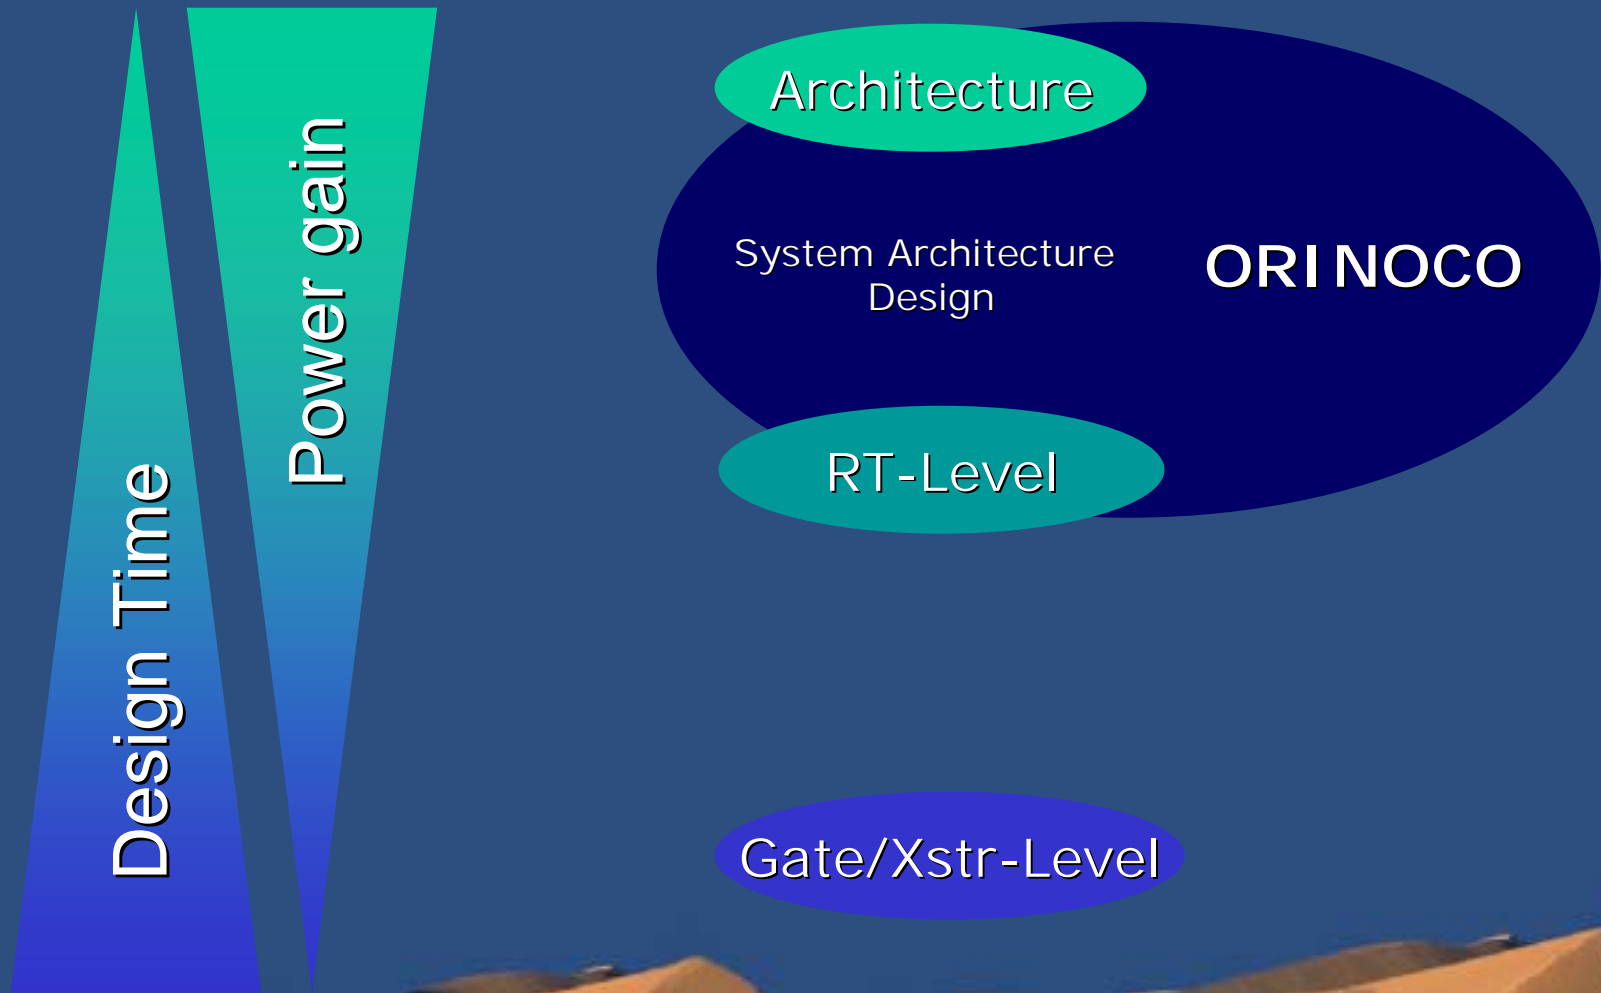 Design Time
Power gain
Architecture
System Architecture
Design
ORINOCO
RT-Level
Gate/Xstr-Level